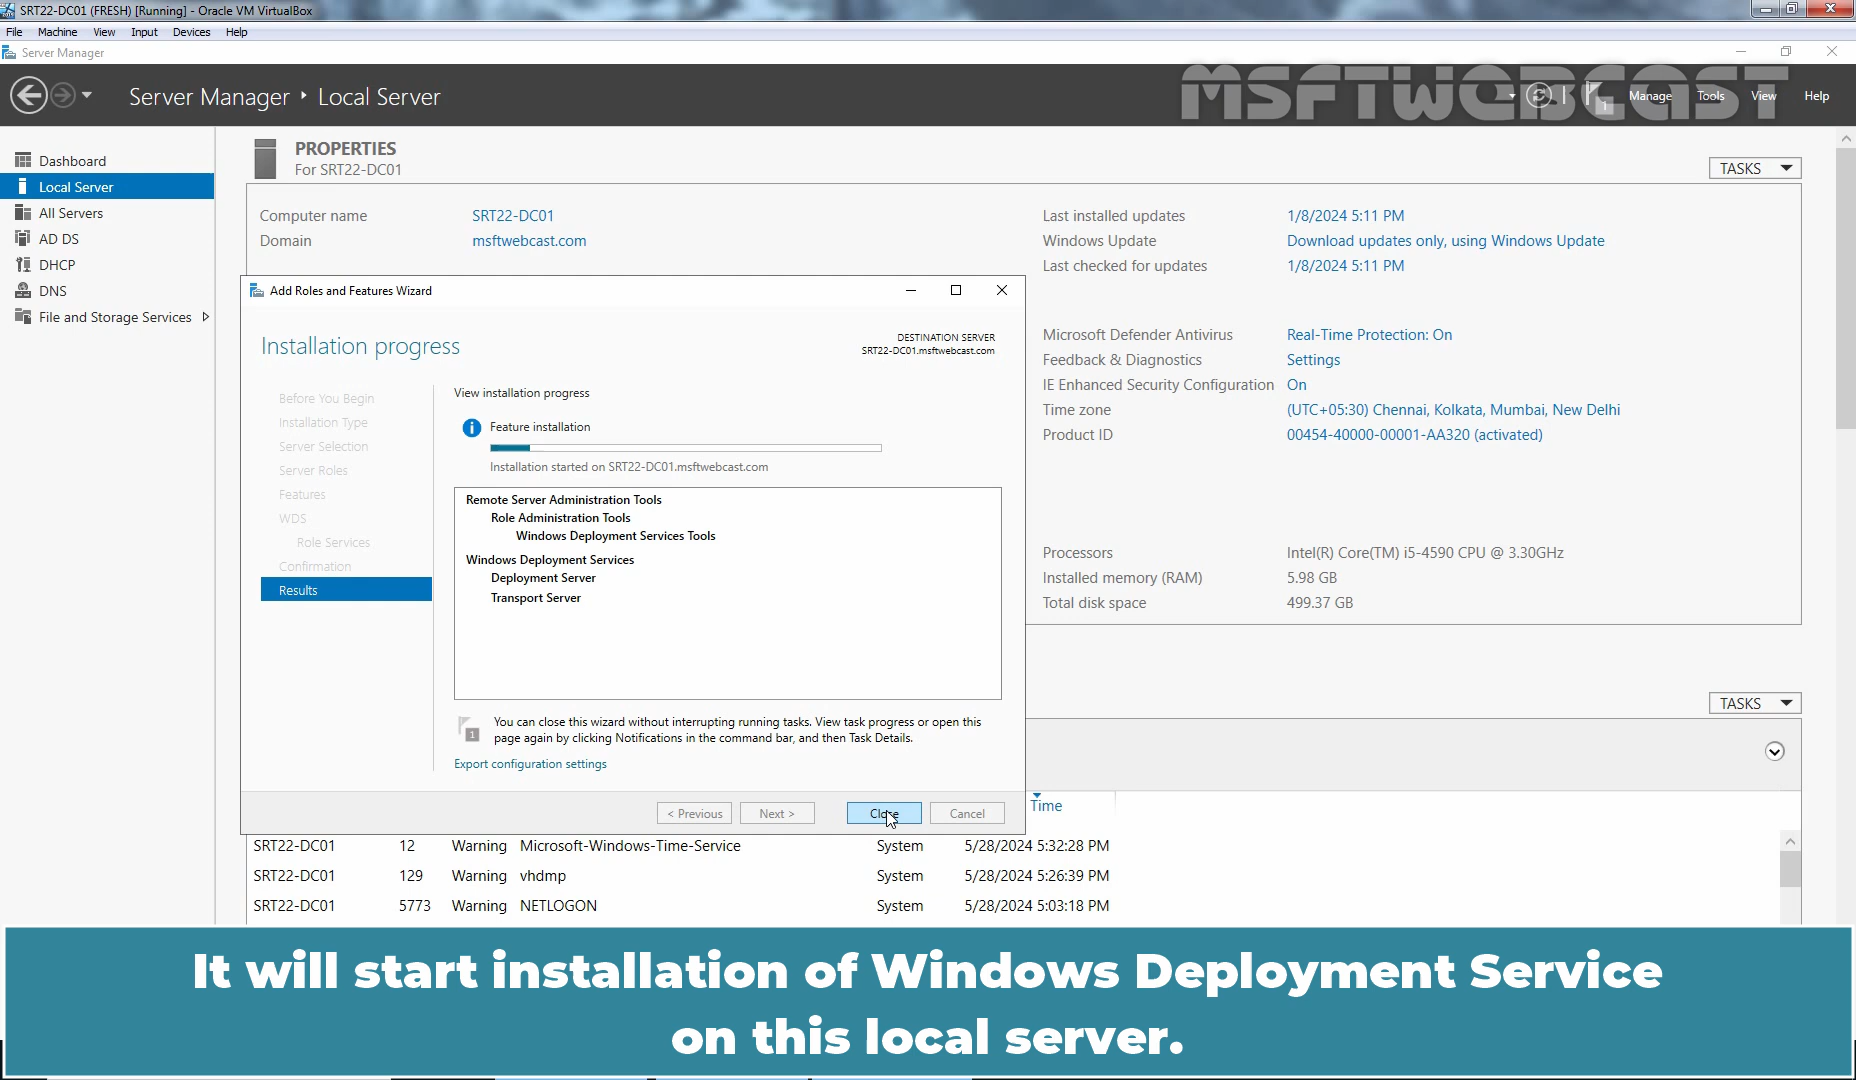 SRT22-DC01 (FRESH) [Running] - Oracle VM VirtualBox
File Machine View Input Devices Help
Server Manager
Server Manager ‣ Local Server
MSFTWEBCAST
1 Manage Tools View Help
Dashboard
Local Server
All Servers
AD DS
DHCP
DNS
File and Storage Services
PROPERTIES
For SRT22-DC01
TASKS
Computer name SRT22-DC01
Domain msftwebcast.com
Last installed updates 1/8/2024 5:11 PM
Windows Update Download updates only, using Windows Update
Last checked for updates 1/8/2024 5:11 PM
Microsoft Defender Antivirus Real-Time Protection: On
Feedback & Diagnostics Settings
IE Enhanced Security Configuration On
Time zone (UTC+05:30) Chennai, Kolkata, Mumbai, New Delhi
Product ID 00454-40000-00001-AA320 (activated)
Processors Intel(R) Core(TM) i5-4590 CPU @ 3.30GHz
Installed memory (RAM) 5.98 GB
Total disk space 499.37 GB
Add Roles and Features Wizard
Installation progress
DESTINATION SERVER
SRT22-DC01.msftwebcast.com
Before You Begin
Installation Type
Server Selection
Server Roles
Features
WDS
Role Services
Confirmation
Results
View installation progress
Feature installation
Installation started on SRT22-DC01.msftwebcast.com
Remote Server Administration Tools
Role Administration Tools
Windows Deployment Services Tools
Windows Deployment Services
Deployment Server
Transport Server
1
You can close this wizard without interrupting running tasks. View task progress or open this
page again by clicking Notifications in the command bar, and then Task Details.
Export configuration settings
< Previous Next > Close Cancel
TASKS
Time
SRT22-DC01 12 Warning Microsoft-Windows-Time-Service System 5/28/2024 5:32:28 PM
SRT22-DC01 129 Warning vhdmp System 5/28/2024 5:26:39 PM
SRT22-DC01 5773 Warning NETLOGON System 5/28/2024 5:03:18 PM
It will start installation of Windows Deployment Service
on this local server.